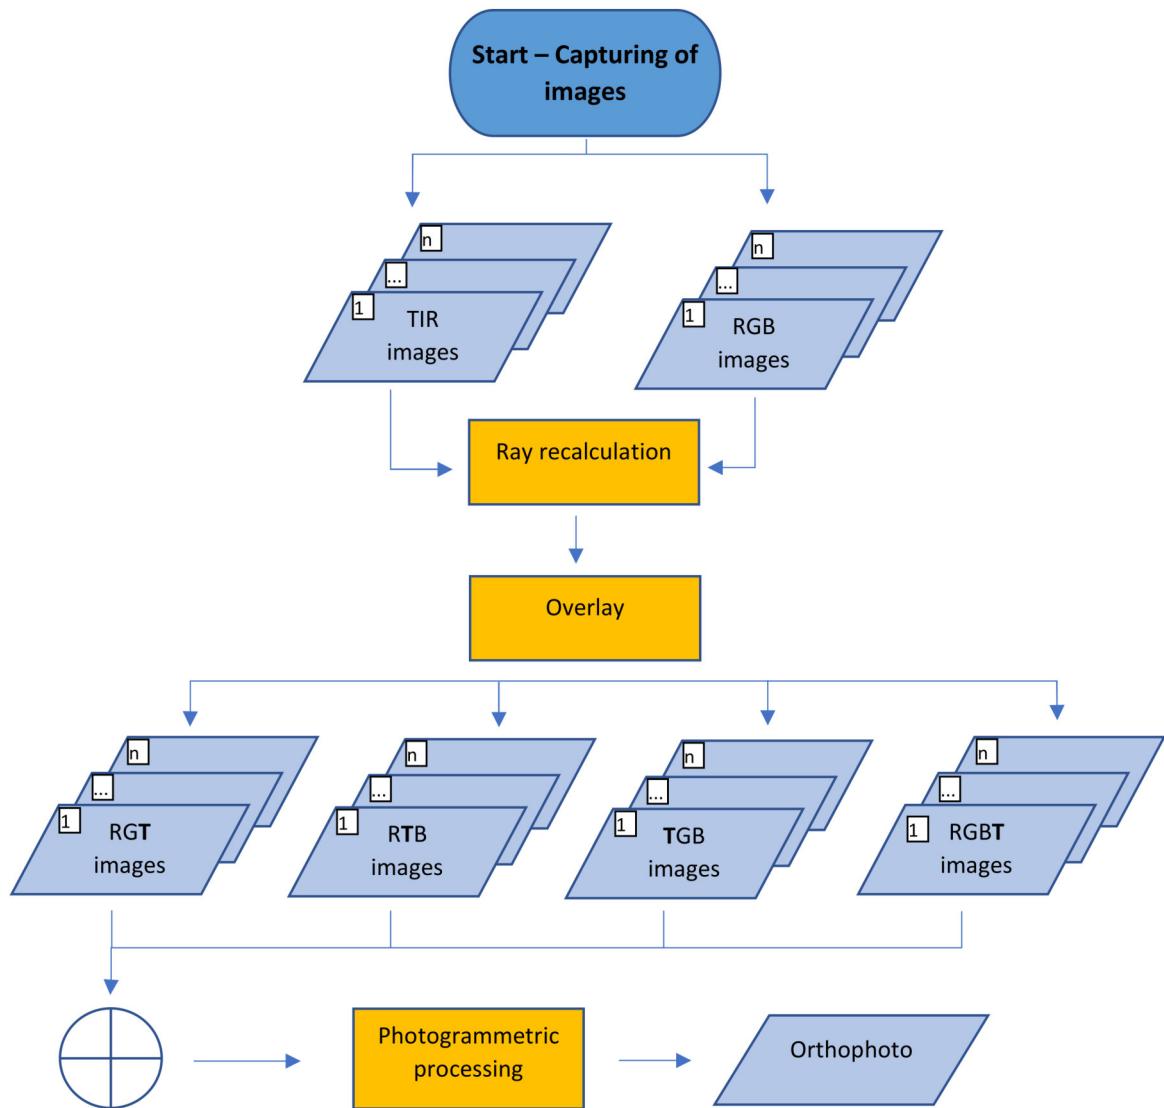 Start – Capturing of
images
n
...
1
TIR
images
n
...
1
RGB
images
Ray recalculation
Overlay
n
...
1
RGT
images
n
...
1
RTB
images
n
...
1
TGB
images
n
...
1
RGBT
images
Photogrammetric
processing
Orthophoto